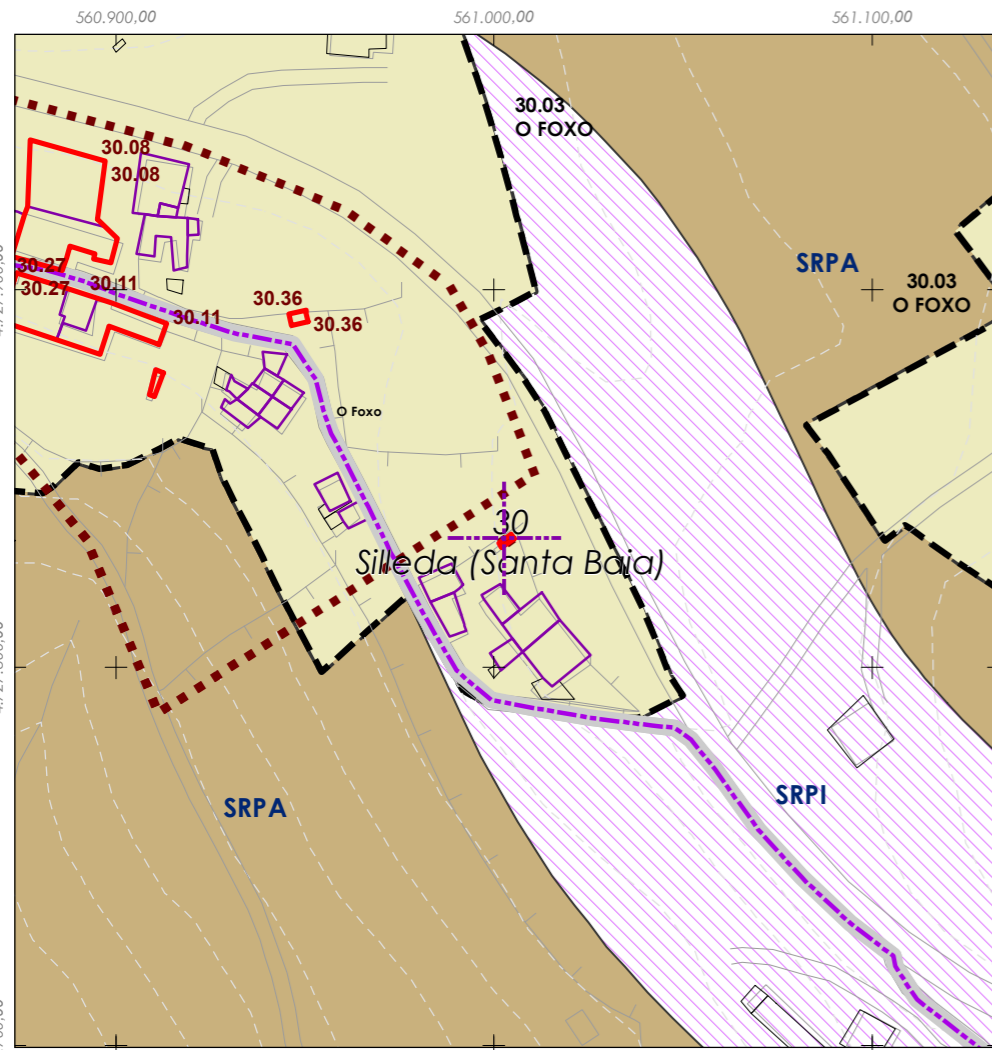 560.900,00
561.000,00
561.100,00
30.03
O FOXO
30.08
30.08
SRPA
30.27
30.27
30.11
30.11
30.36
30.36
30.03
O FOXO
O Foxo
30
Silleda (Santa Baia)
SRPA
SRPI